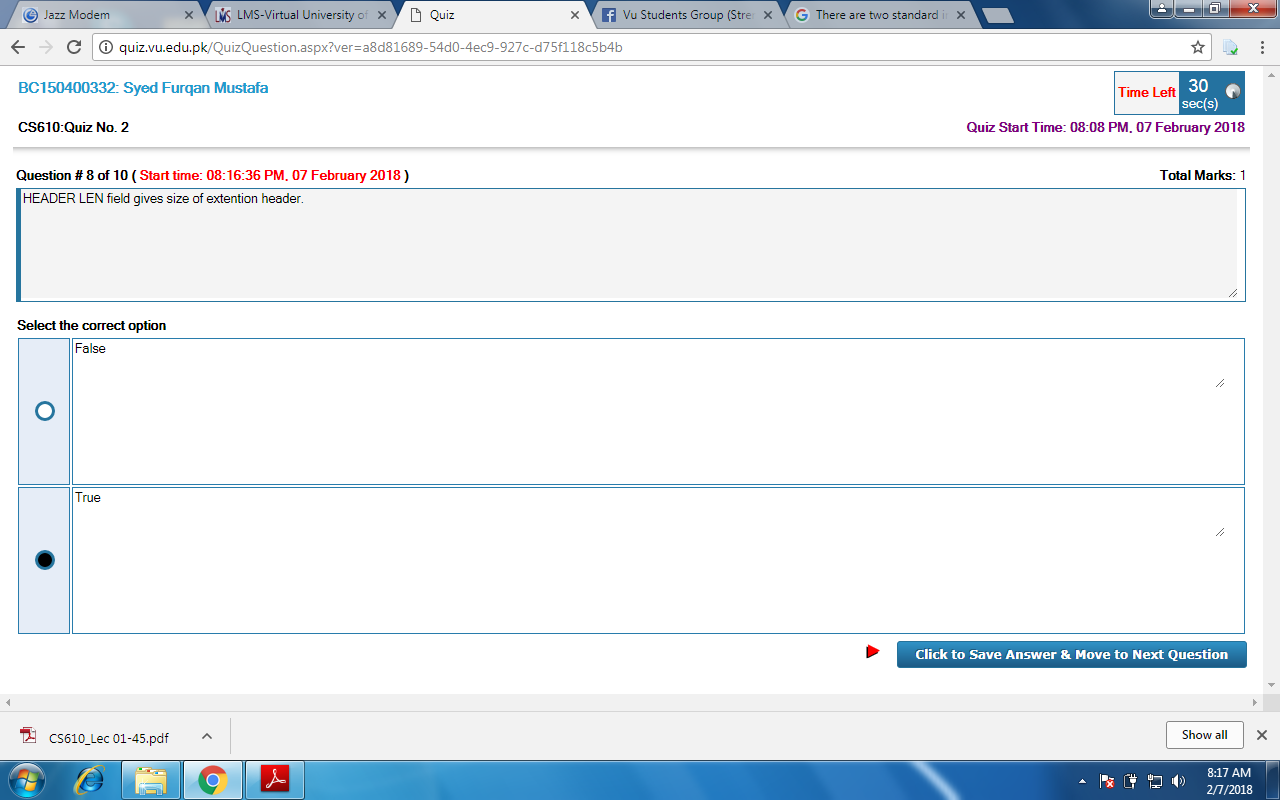 Jazz Modem
LMS-Virtual University of
Quiz
Vu Students Group (Stre
There are two standard i
quiz.vu.edu.pk/QuizQuestion.aspx?ver=a8d81689-54d0-4ec9-927c-d75f118c5b4b
BC150400332: Syed Furqan Mustafa
Time Left 30
sec(s)
CS610:Quiz No. 2
Quiz Start Time: 08:08 PM, 07 February 2018
Question # 8 of 10 ( Start time: 08:16:36 PM, 07 February 2018 )
Total Marks: 1
HEADER LEN field gives size of extention header.
Select the correct option
False
True
Click to Save Answer & Move to Next Question
CS610_Lec 01-45.pdf
Show all
8:17 AM
2/7/2018